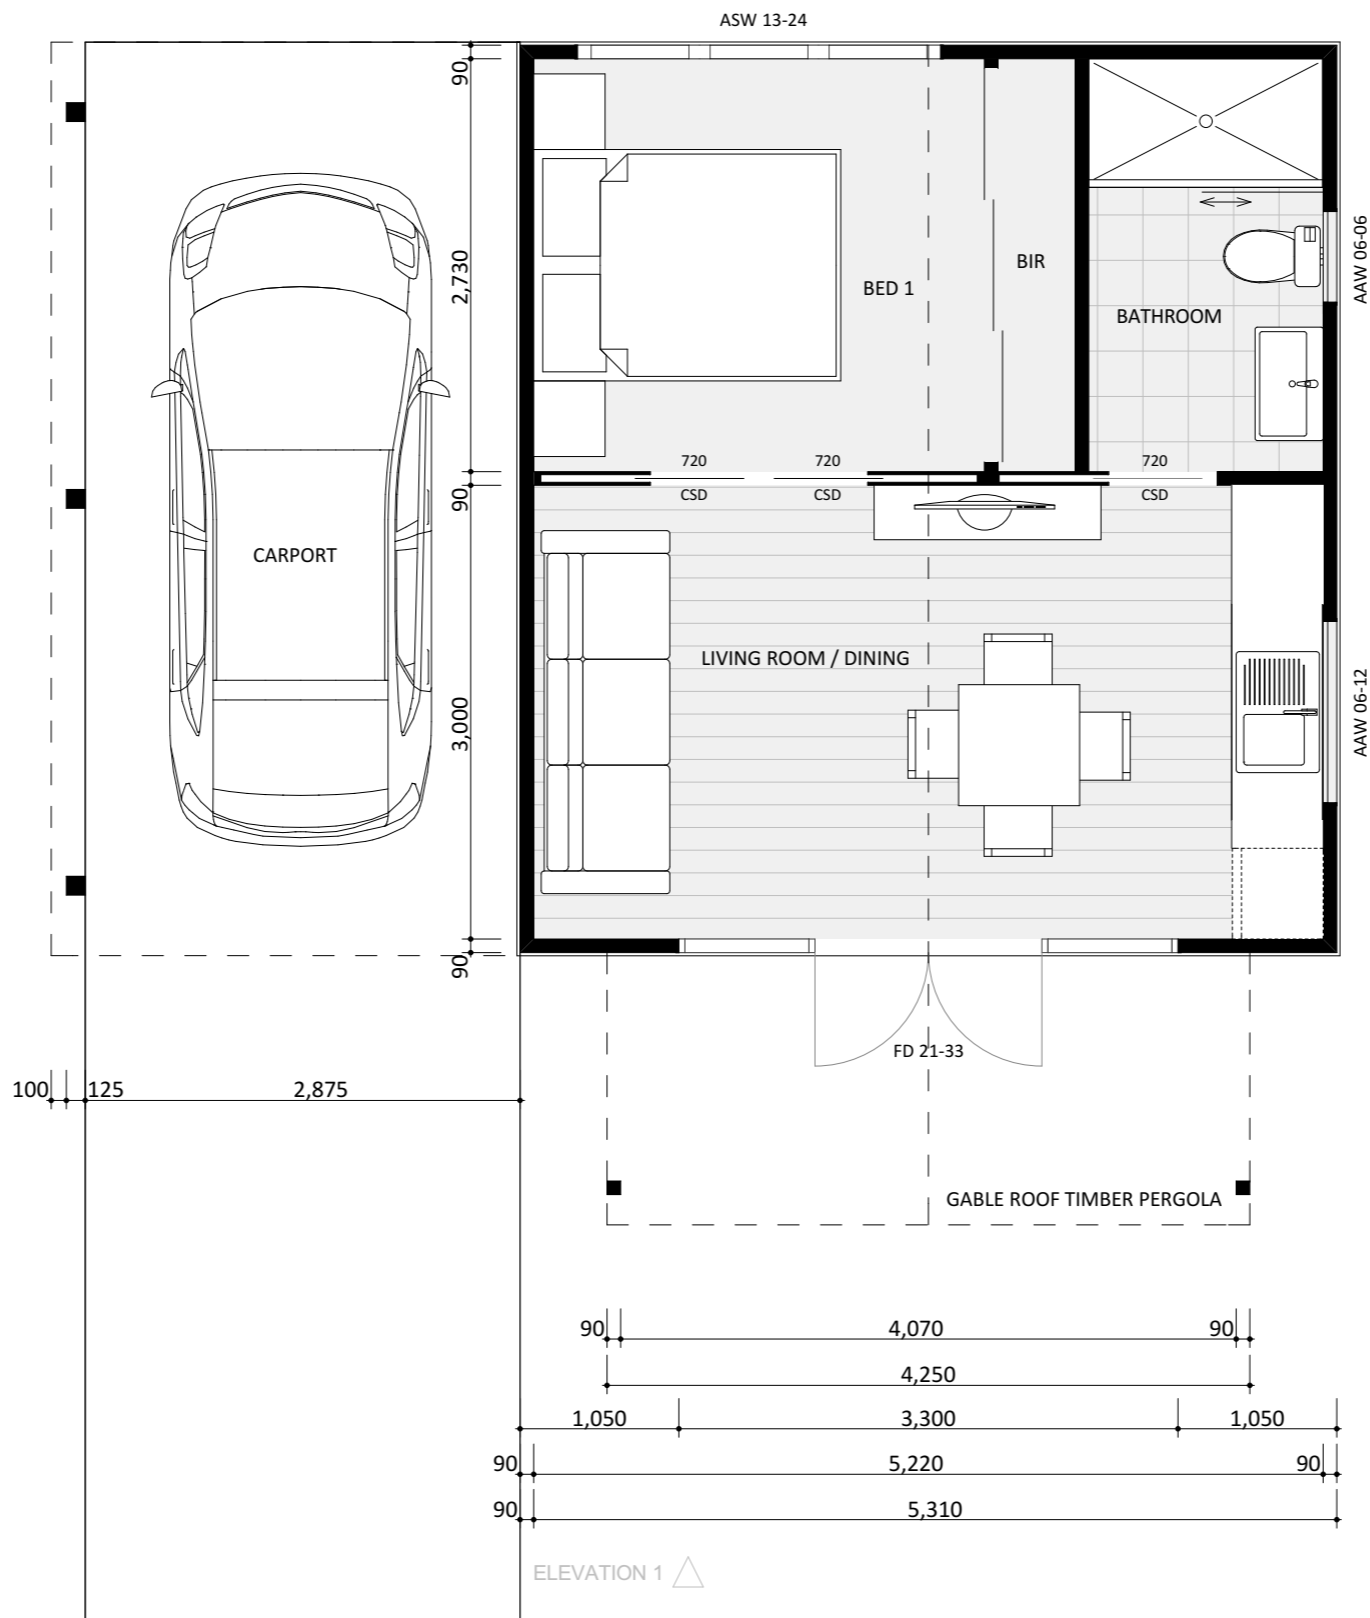 ASW 13-24
90
2,730
BED 1
BIR
BATHROOM
AAW 06-06
720
720
720
CSD
CSD
CSD
90
CARPORT
LIVING ROOM / DINING
AAW 06-12
3,000
90
FD 21-33
100
125
2,875
GABLE ROOF TIMBER PERGOLA
90
4,070
90
4,250
1,050
3,300
1,050
90
5,220
90
90
5,310
ELEVATION 1